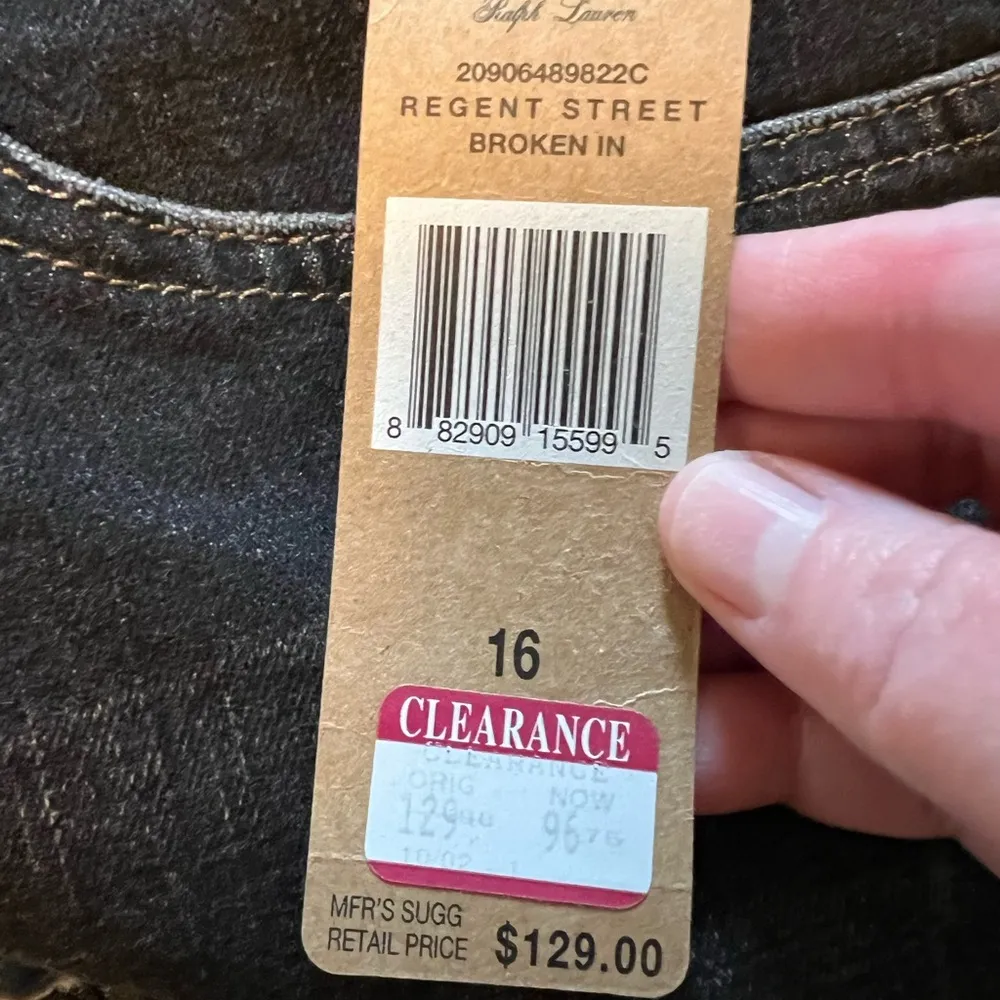 Ralph Lauren
20906489822C
REGENT STREET
BROKEN IN
8 82909 15599 5
16
CLEARANCE
CLEARANCE
ORIG NOW
129 96 75
MFR'S SUGG
RETAIL PRICE $129.00